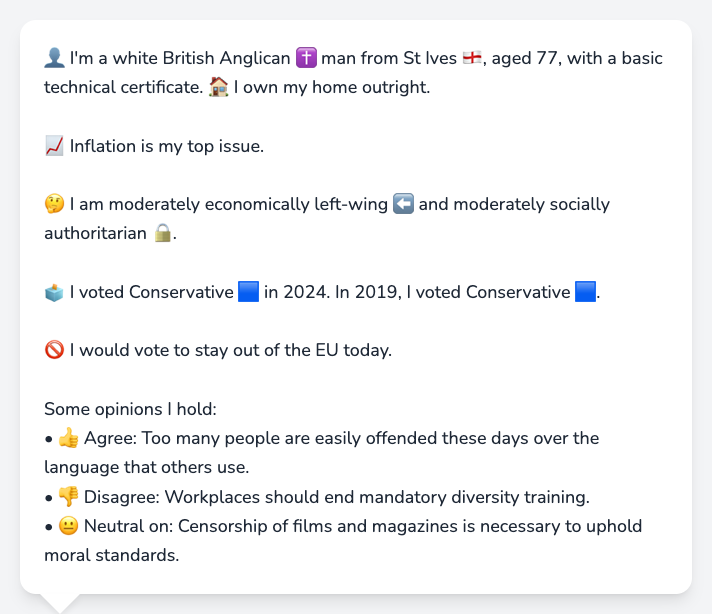 👤 I'm a white British Anglican ✝️ man from St Ives 🏴󠁧󠁢󠁥󠁮󠁧󠁿, aged 77, with a basic
technical certificate. 🏠 I own my home outright.
📈 Inflation is my top issue.
🤔 I am moderately economically left-wing ⬅️ and moderately socially
authoritarian 🔒.
🗳️ I voted Conservative 🟦 in 2024. In 2019, I voted Conservative 🟦.
🚫 I would vote to stay out of the EU today.
Some opinions I hold:
• 👍 Agree: Too many people are easily offended these days over the
language that others use.
• 👎 Disagree: Workplaces should end mandatory diversity training.
• 😐 Neutral on: Censorship of films and magazines is necessary to uphold
moral standards.